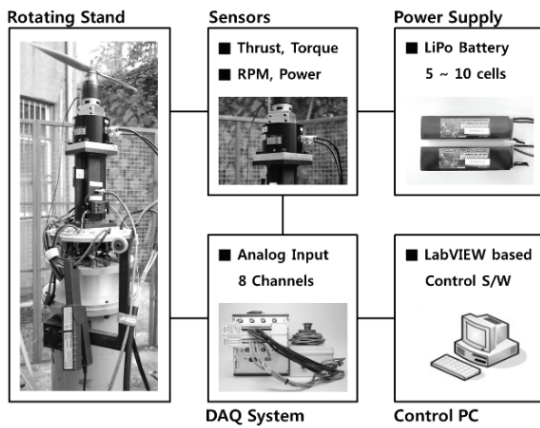 Rotating Stand
Sensors
■ Thrust, Torque
■ RPM, Power
Power Supply
■ LiPo Battery
5 ~ 10 cells
■ Analog Input
8 Channels
DAQ System
■ LabVIEW based
Control S/W
Control PC